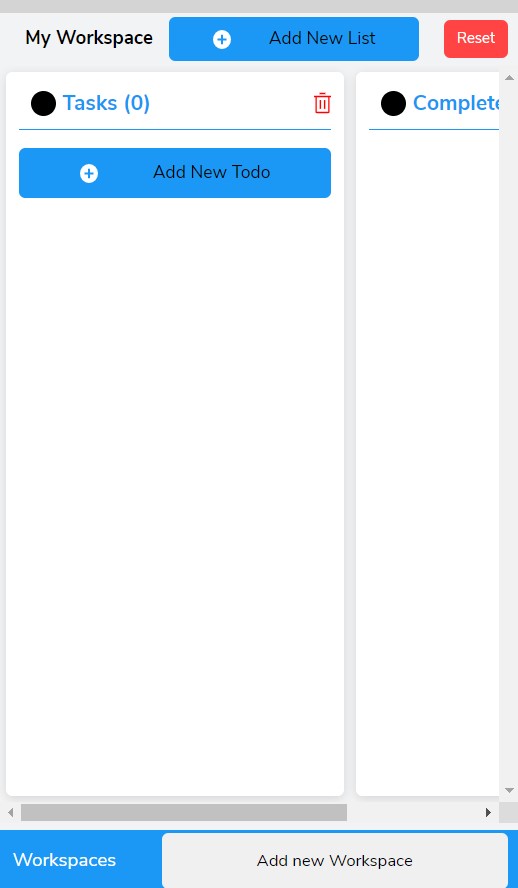 My Workspace
Add New List
Reset
Tasks (0)
Complete
Add New Todo
Workspaces
Add new Workspace